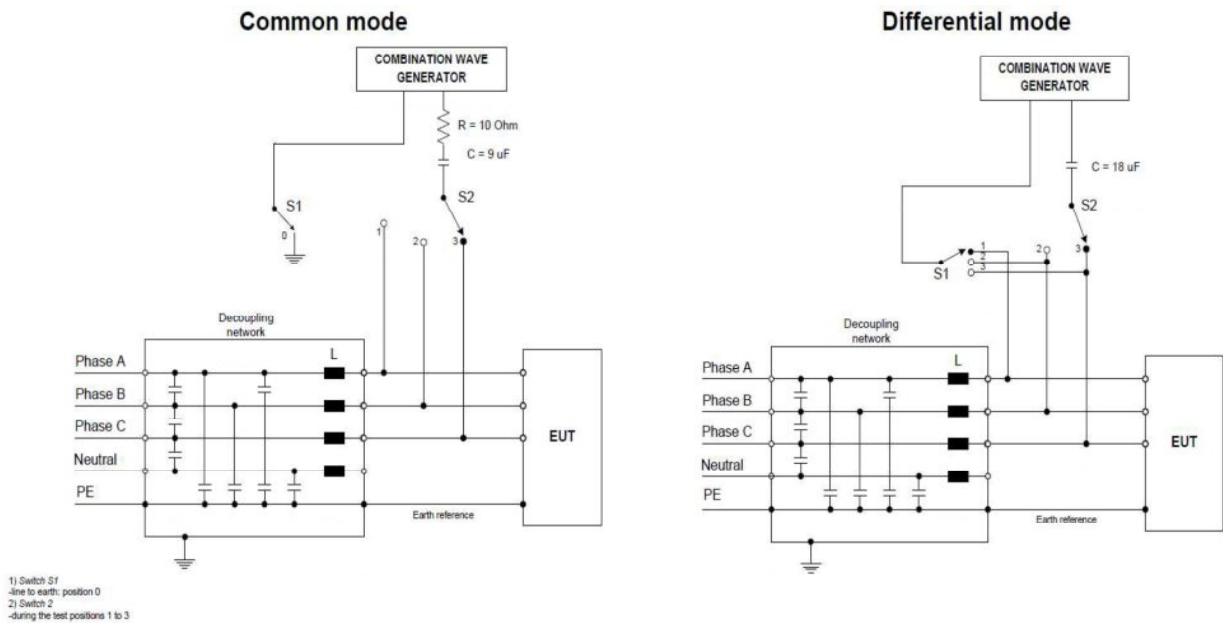 Common mode
COMBINATION WAVE
GENERATOR
R = 10 Ohm
C = 9 uF
S2
S1
0
1
2
3
Decoupling
network
L
Phase A
Phase B
Phase C
Neutral
PE
EUT
Earth reference
1) Switch S1
-line to earth: position 0
2) Switch 2
-during the test positions 1 to 3
Differential mode
COMBINATION WAVE
GENERATOR
C = 18 uF
S2
1
2
3
2
3
S1
Decoupling
network
L
Phase A
Phase B
Phase C
Neutral
PE
EUT
Earth reference